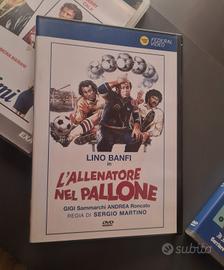 FEDERAL
VIDEO
LINO BANFI
in
L'ALLENATORE
NEL PALLONE
GIGI Sammarchi ANDREA Roncato
REGIA DI SERGIO MARTINO
DVD
subito